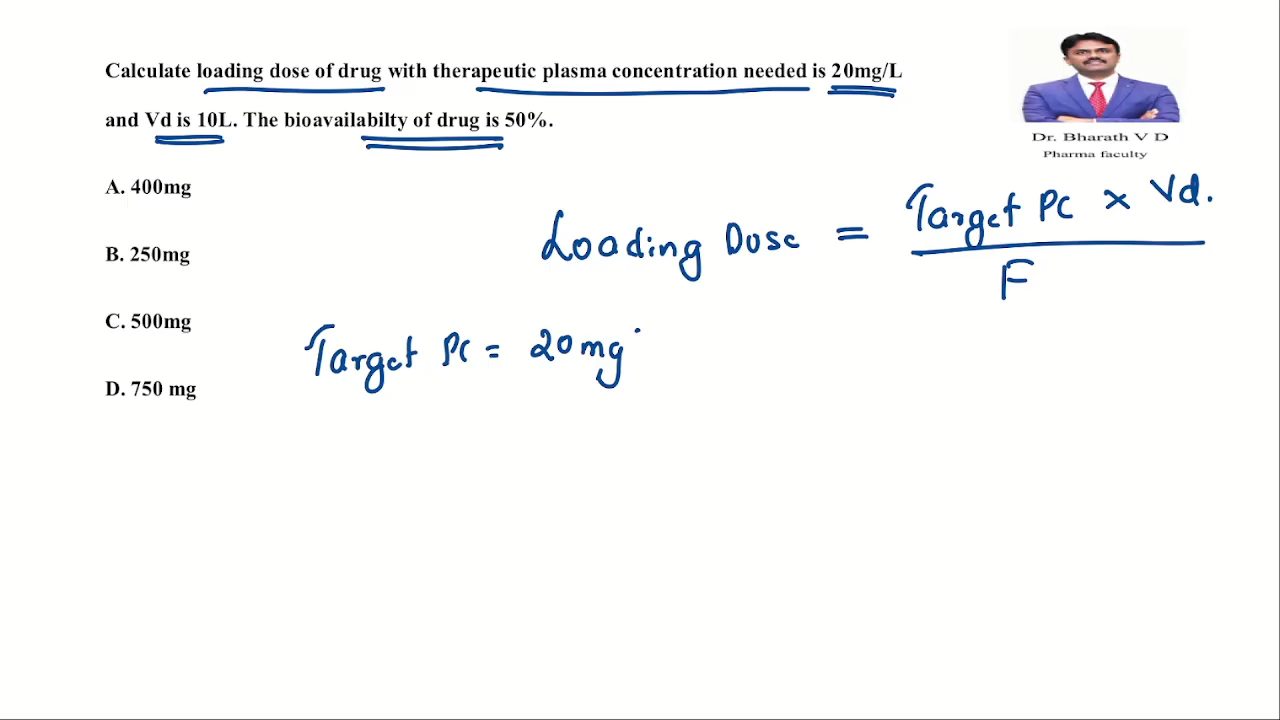 Calculate loading dose of drug with therapeutic plasma concentration needed is 20mg/L
and Vd is 10L. The bioavailabilty of drug is 50%.
Dr. Bharath V D
Pharma faculty
A. 400mg
Loading Dose = Target PC × Vd.
F
B. 250mg
C. 500mg
Target PC = 20mg
D. 750 mg